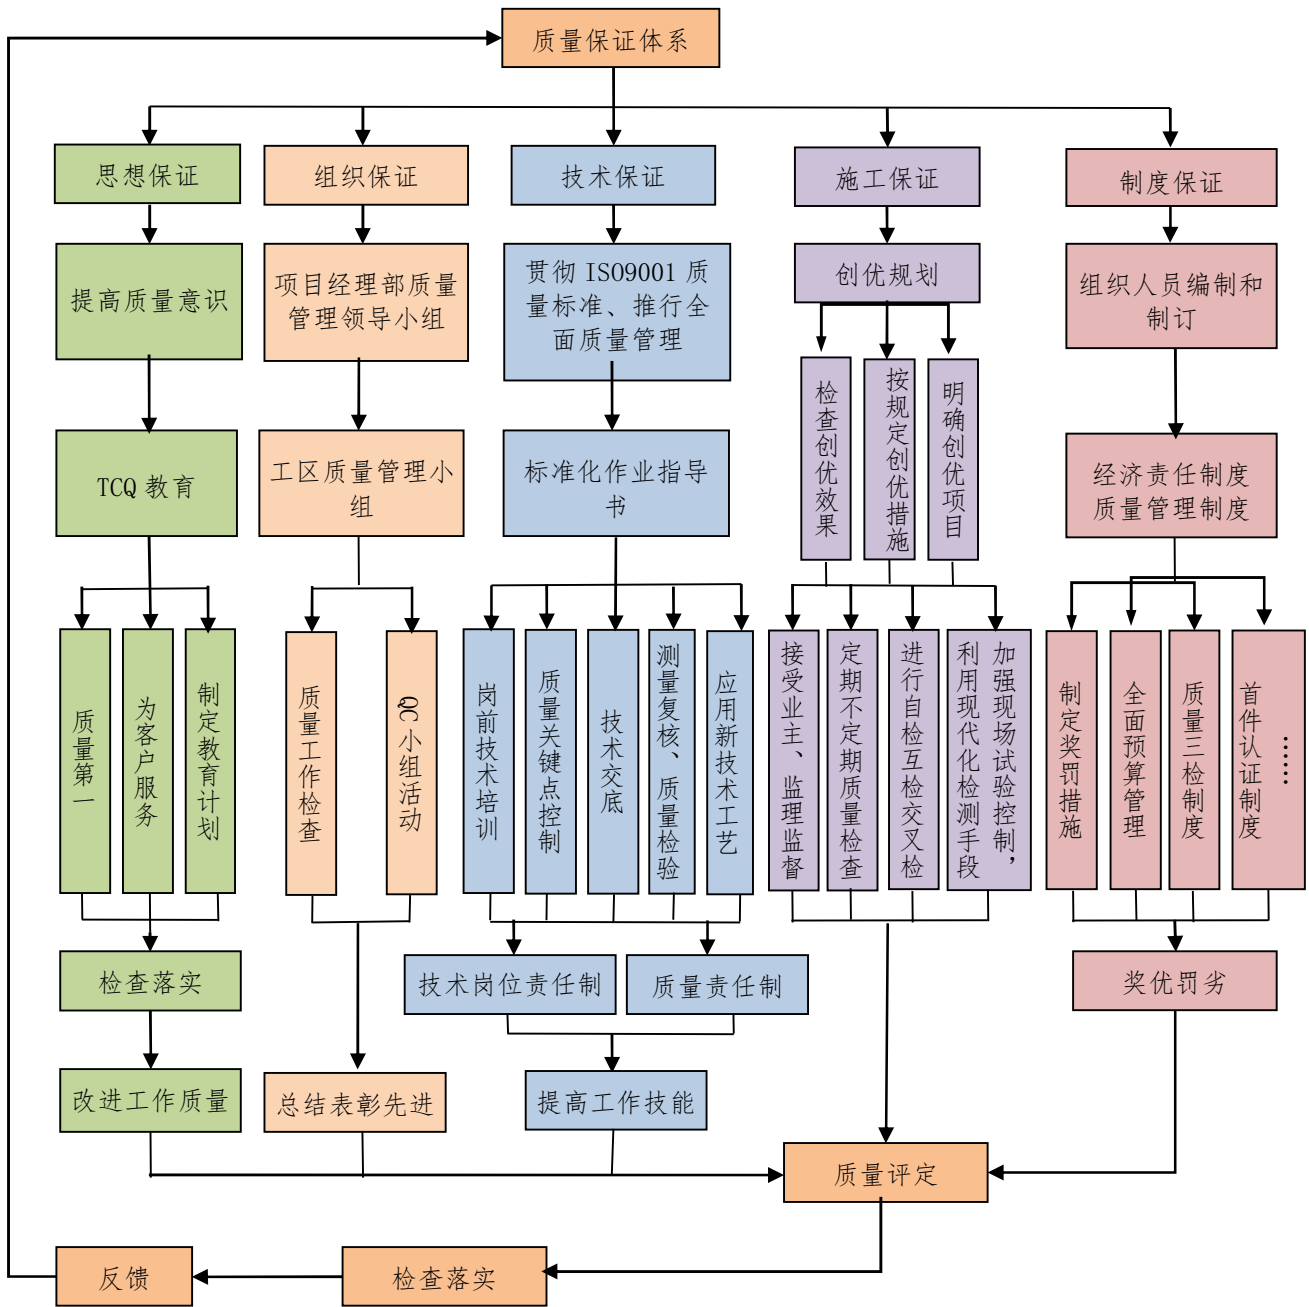 质量保证体系
思想保证
组织保证
技术保证
施工保证
制度保证
提高质量意识
项目经理部质量
管理领导小组
贯彻 ISO9001 质
量标准、推行全
面质量管理
创优规划
组织人员编制和
制订
检查创优效果
按规定创优措施
明确创优项目
TCQ 教育
工区质量管理小
组
标准化作业指导
书
经济责任制度
质量管理制度
质量第一
为客户服务
制定教育计划
质量工作检查
QC 小组活动
岗前技术培训
质量关键点控制
技术交底
测量复核、质量检验
应用新技术工艺
接受业主、监理监督
定期不定期质量检查
进行自检互检交叉检
加强现场试验控制，
利用现代化检测手段
制定奖罚措施
全面预算管理
质量三检制度
首件认证制度
……
检查落实
技术岗位责任制
质量责任制
奖优罚劣
改进工作质量
总结表彰先进
提高工作技能
质量评定
反馈
检查落实